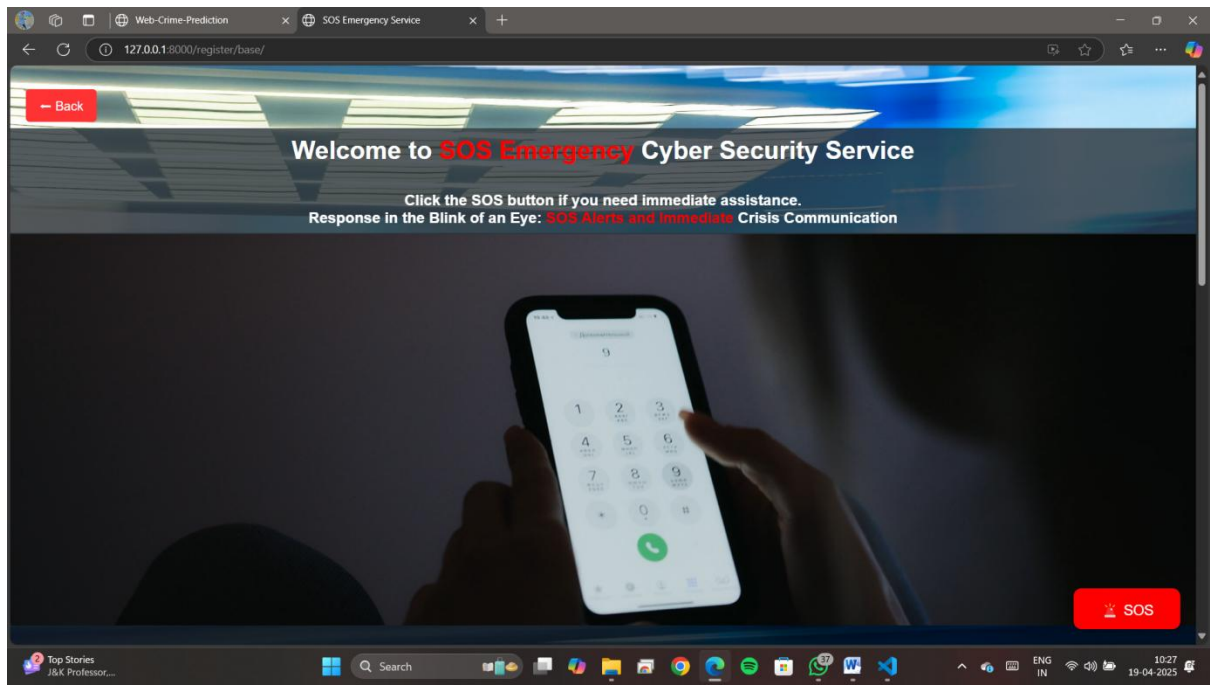 Web-Crime-Prediction
SOS Emergency Service
127.0.0.1:8000/register/base/
← Back
Welcome to SOS Emergency Cyber Security Service
Click the SOS button if you need immediate assistance.
Response in the Blink of an Eye: SOS Alerts and Immediate Crisis Communication
9
1 2 3
4 5 6
7 8 9
* 0 #
SOS
2
Top Stories
J&K Professor,...
Search
37
ENG
IN
10:27
19-04-2025